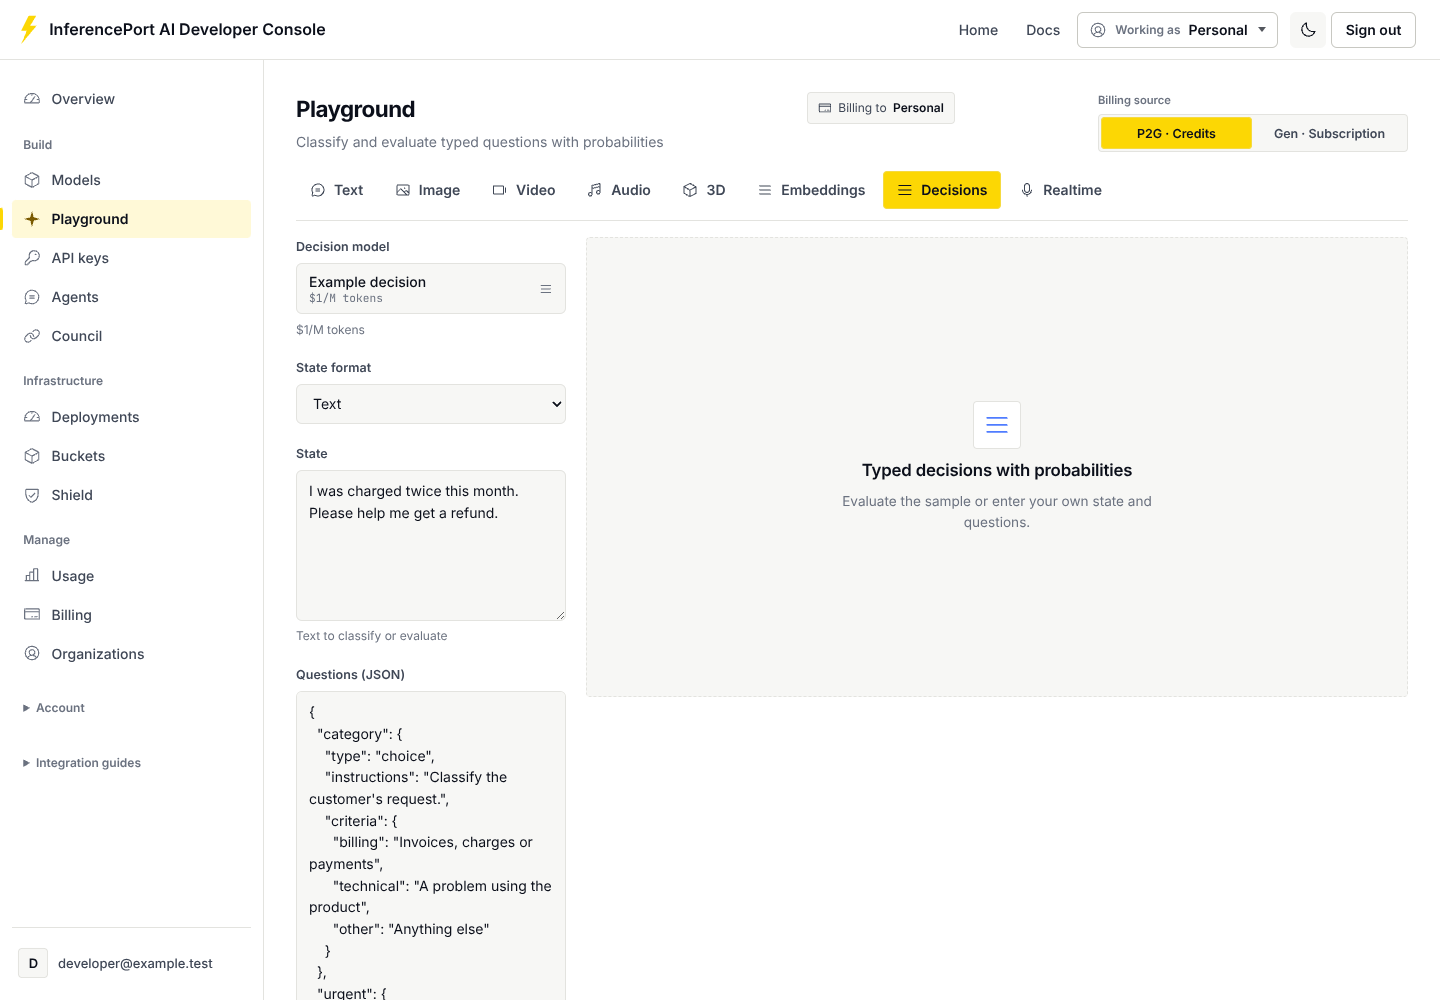 InferencePort AI Developer Console
Home
Docs
Working as Personal
Sign out
Overview
Build
Models
Playground
API keys
Agents
Council
Infrastructure
Deployments
Buckets
Shield
Manage
Usage
Billing
Organizations
Account
Integration guides
D
developer@example.test
Playground
Classify and evaluate typed questions with probabilities
Billing to Personal
Billing source
P2G · Credits
Gen · Subscription
Text
Image
Video
Audio
3D
Embeddings
Decisions
Realtime
Decision model
Example decision
$1/M tokens
$1/M tokens
State format
Text
State
I was charged twice this month.
Please help me get a refund.
Text to classify or evaluate
Questions (JSON)
{
"category": {
"type": "choice",
"instructions": "Classify the
customer's request.",
"criteria": {
"billing": "Invoices, charges or
payments",
"technical": "A problem using the
product",
"other": "Anything else"
}
},
"urgent": {
Typed decisions with probabilities
Evaluate the sample or enter your own state and
questions.